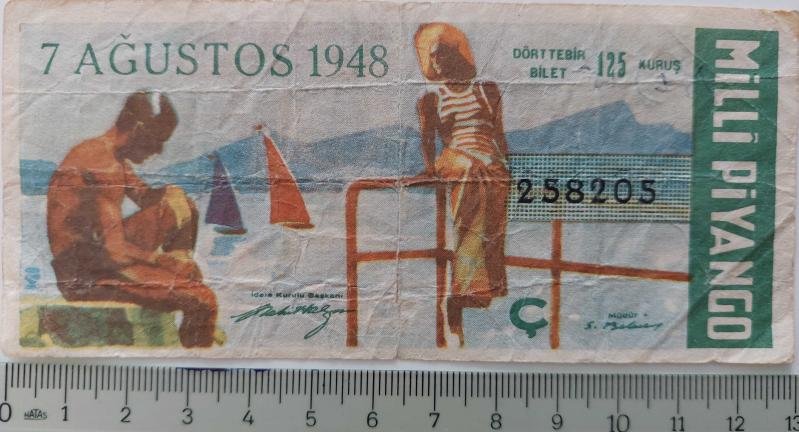 7 AĞUSTOS 1948
DÖRTTEBİR
BİLET 125 KURUŞ
MİLLİ PİYANGO
258205
İdare Kurulu Başkanı
Ç
Müdür
0 1 2 3 4 5 6 7 8 9 10 11 12 13
HATAS